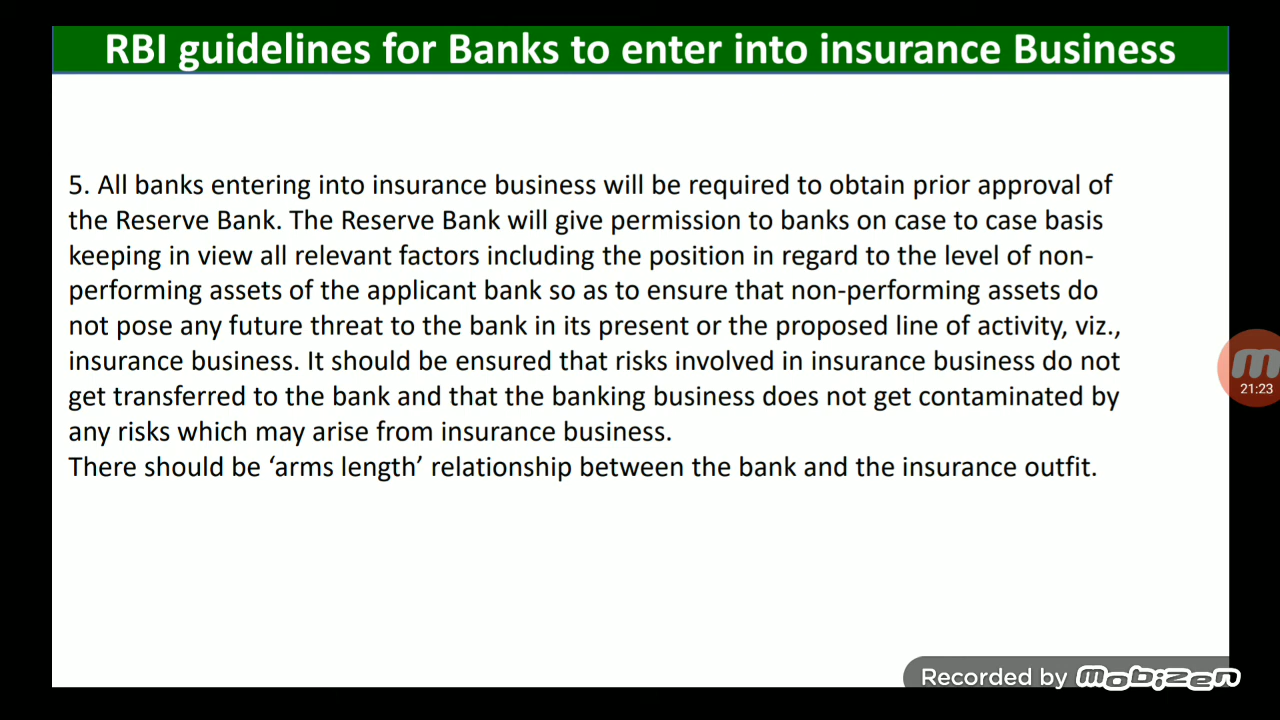 RBI guidelines for Banks to enter into insurance Business
5. All banks entering into insurance business will be required to obtain prior approval of
the Reserve Bank. The Reserve Bank will give permission to banks on case to case basis
keeping in view all relevant factors including the position in regard to the level of non-
performing assets of the applicant bank so as to ensure that non-performing assets do
not pose any future threat to the bank in its present or the proposed line of activity, viz.,
insurance business. It should be ensured that risks involved in insurance business do not
get transferred to the bank and that the banking business does not get contaminated by
any risks which may arise from insurance business.
There should be ‘arms length’ relationship between the bank and the insurance outfit.
21:23
Recorded by Mobizen